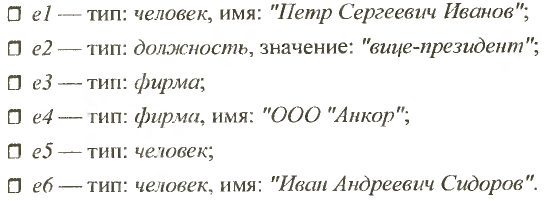 ❒ e1 — тип: человек, имя: "Петр Сергеевич Иванов";
❒ e2 — тип: должность, значение: "вице-президент";
❒ e3 — тип: фирма;
❒ e4 — тип: фирма, имя: "ООО "Анкор";
❒ e5 — тип: человек;
❒ e6 — тип: человек, имя: "Иван Андреевич Сидоров".